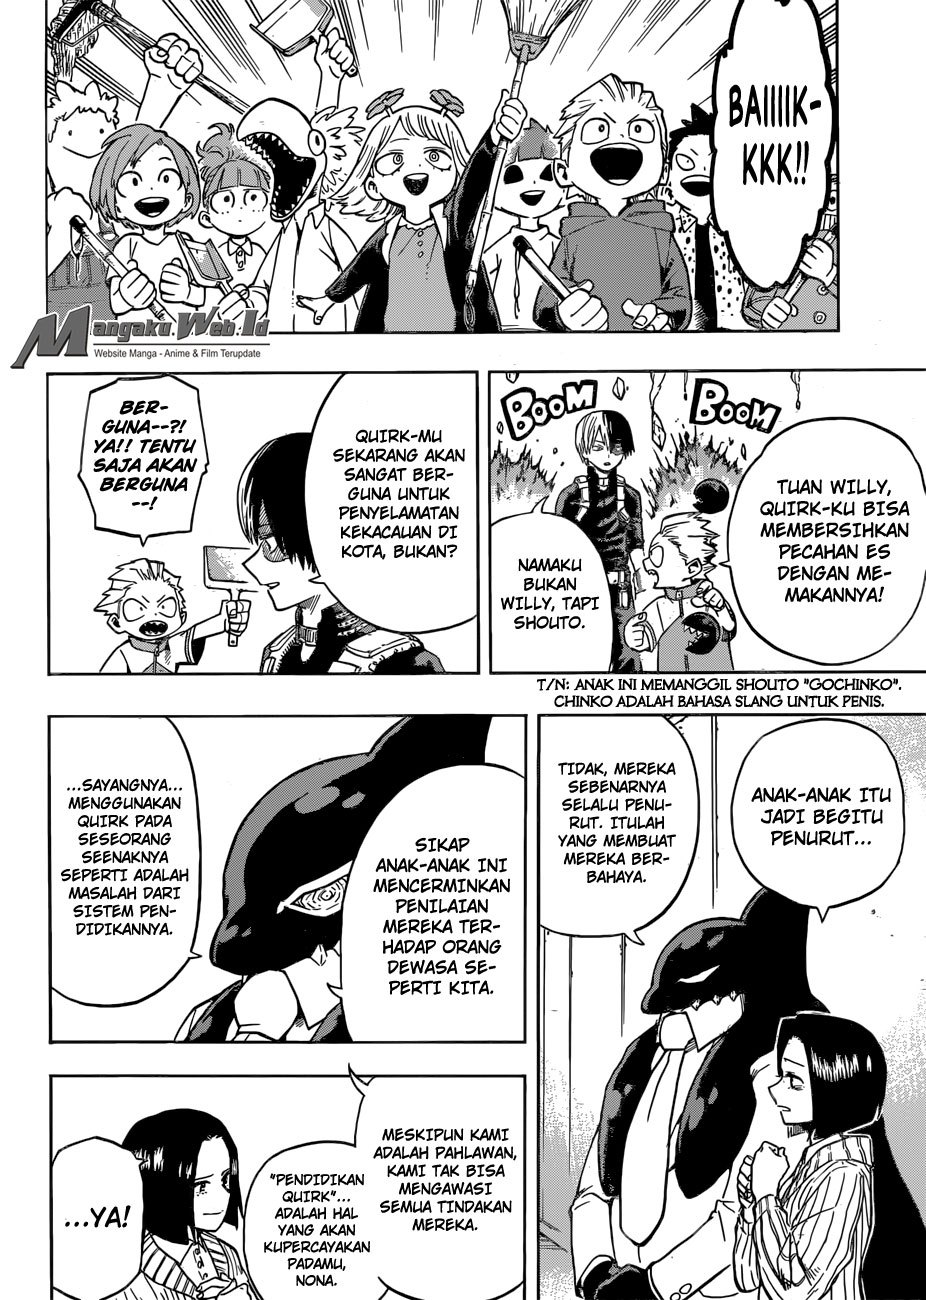 BAIIIIK-
KKK!!
Mangaku.Web.Id
Website Manga - Anime & Film Terupdate
BOOM
BOOM
TUAN WILLY,
QUIRK-KU BISA
MEMBERSIHKAN
PECAHAN ES
DENGAN ME-
MAKANNYA!
NAMAKU
BUKAN
WILLY, TAPI
SHOUTO.
T/N: ANAK INI MEMANGGIL SHOUTO "GOCHINKO".
CHINKO ADALAH BAHASA SLANG UNTUK PENIS.
QUIRK-MU
SEKARANG AKAN
SANGAT BER-
GUNA UNTUK
PENYELAMATAN
KEKACAUAN DI
KOTA, BUKAN?
BER-
GUNA--?!
YA!! TENTU
SAJA AKAN
BERGUNA
--!
ANAK-ANAK ITU
JADI BEGITU
PENURUT...
TIDAK, MEREKA
SEBENARNYA
SELALU PENU-
RUT. ITULAH
YANG MEMBUAT
MEREKA BER-
BAHAYA.
SIKAP
ANAK-ANAK INI
MENCERMINKAN
PENILAIAN
MEREKA TER-
HADAP ORANG
DEWASA SE-
PERTI KITA.
...SAYANGNYA...
MENGGUNAKAN
QUIRK PADA
SESEORANG
SEENAKNYA
SEPERTI ADALAH
MASALAH DARI
SISTEM PEN-
DIDIKANNYA.
MESKIPUN KAMI
ADALAH PAHLAWAN,
KAMI TAK BISA
MENGAWASI
SEMUA TINDAKAN
MEREKA.
"PENDIDIKAN
QUIRK"...
ADALAH HAL
YANG AKAN
KUPERCAYAKAN
PADAMU,
NONA.
...YA!